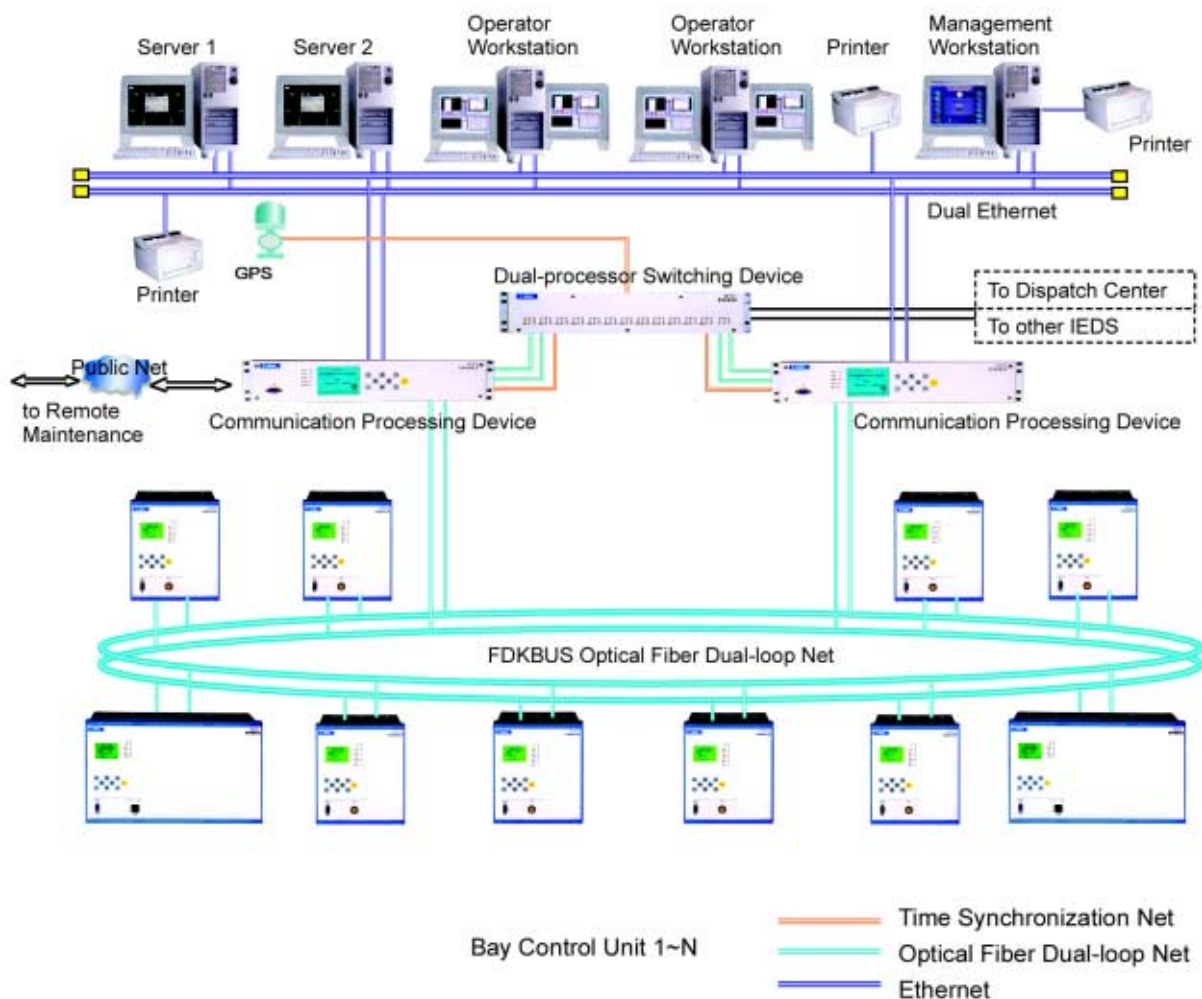 Server 1
Server 2
Operator
Workstation
Operator
Workstation
Printer
Management
Workstation
Printer
Dual Ethernet
Printer
GPS
Dual-processor Switching Device
To Dispatch Center
To other IEDS
Public Net
to Remote
Maintenance
Communication Processing Device
Communication Processing Device
FDKBUS Optical Fiber Dual-loop Net
Bay Control Unit 1~N
Time Synchronization Net
Optical Fiber Dual-loop Net
Ethernet